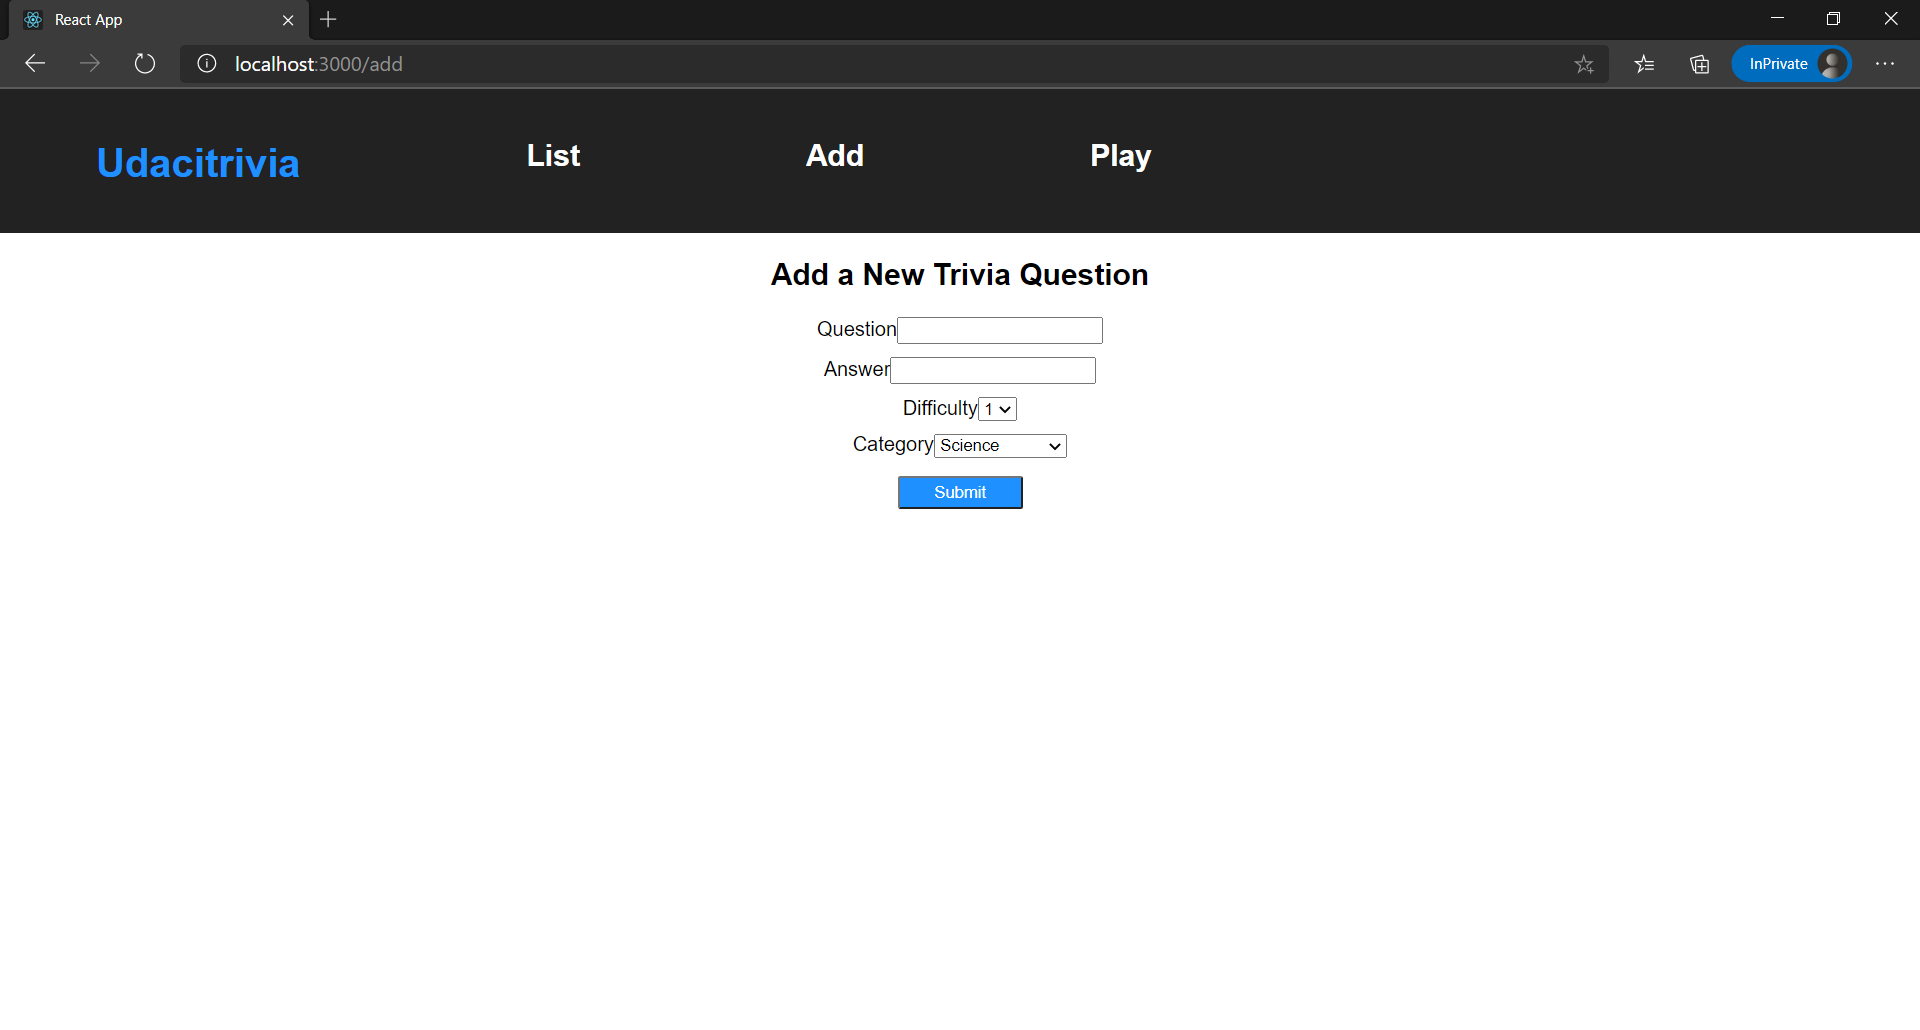 React App
localhost:3000/add
InPrivate
Udacitrivia
List
Add
Play
Add a New Trivia Question
Question
Answer
Difficulty 1
Category Science
Submit